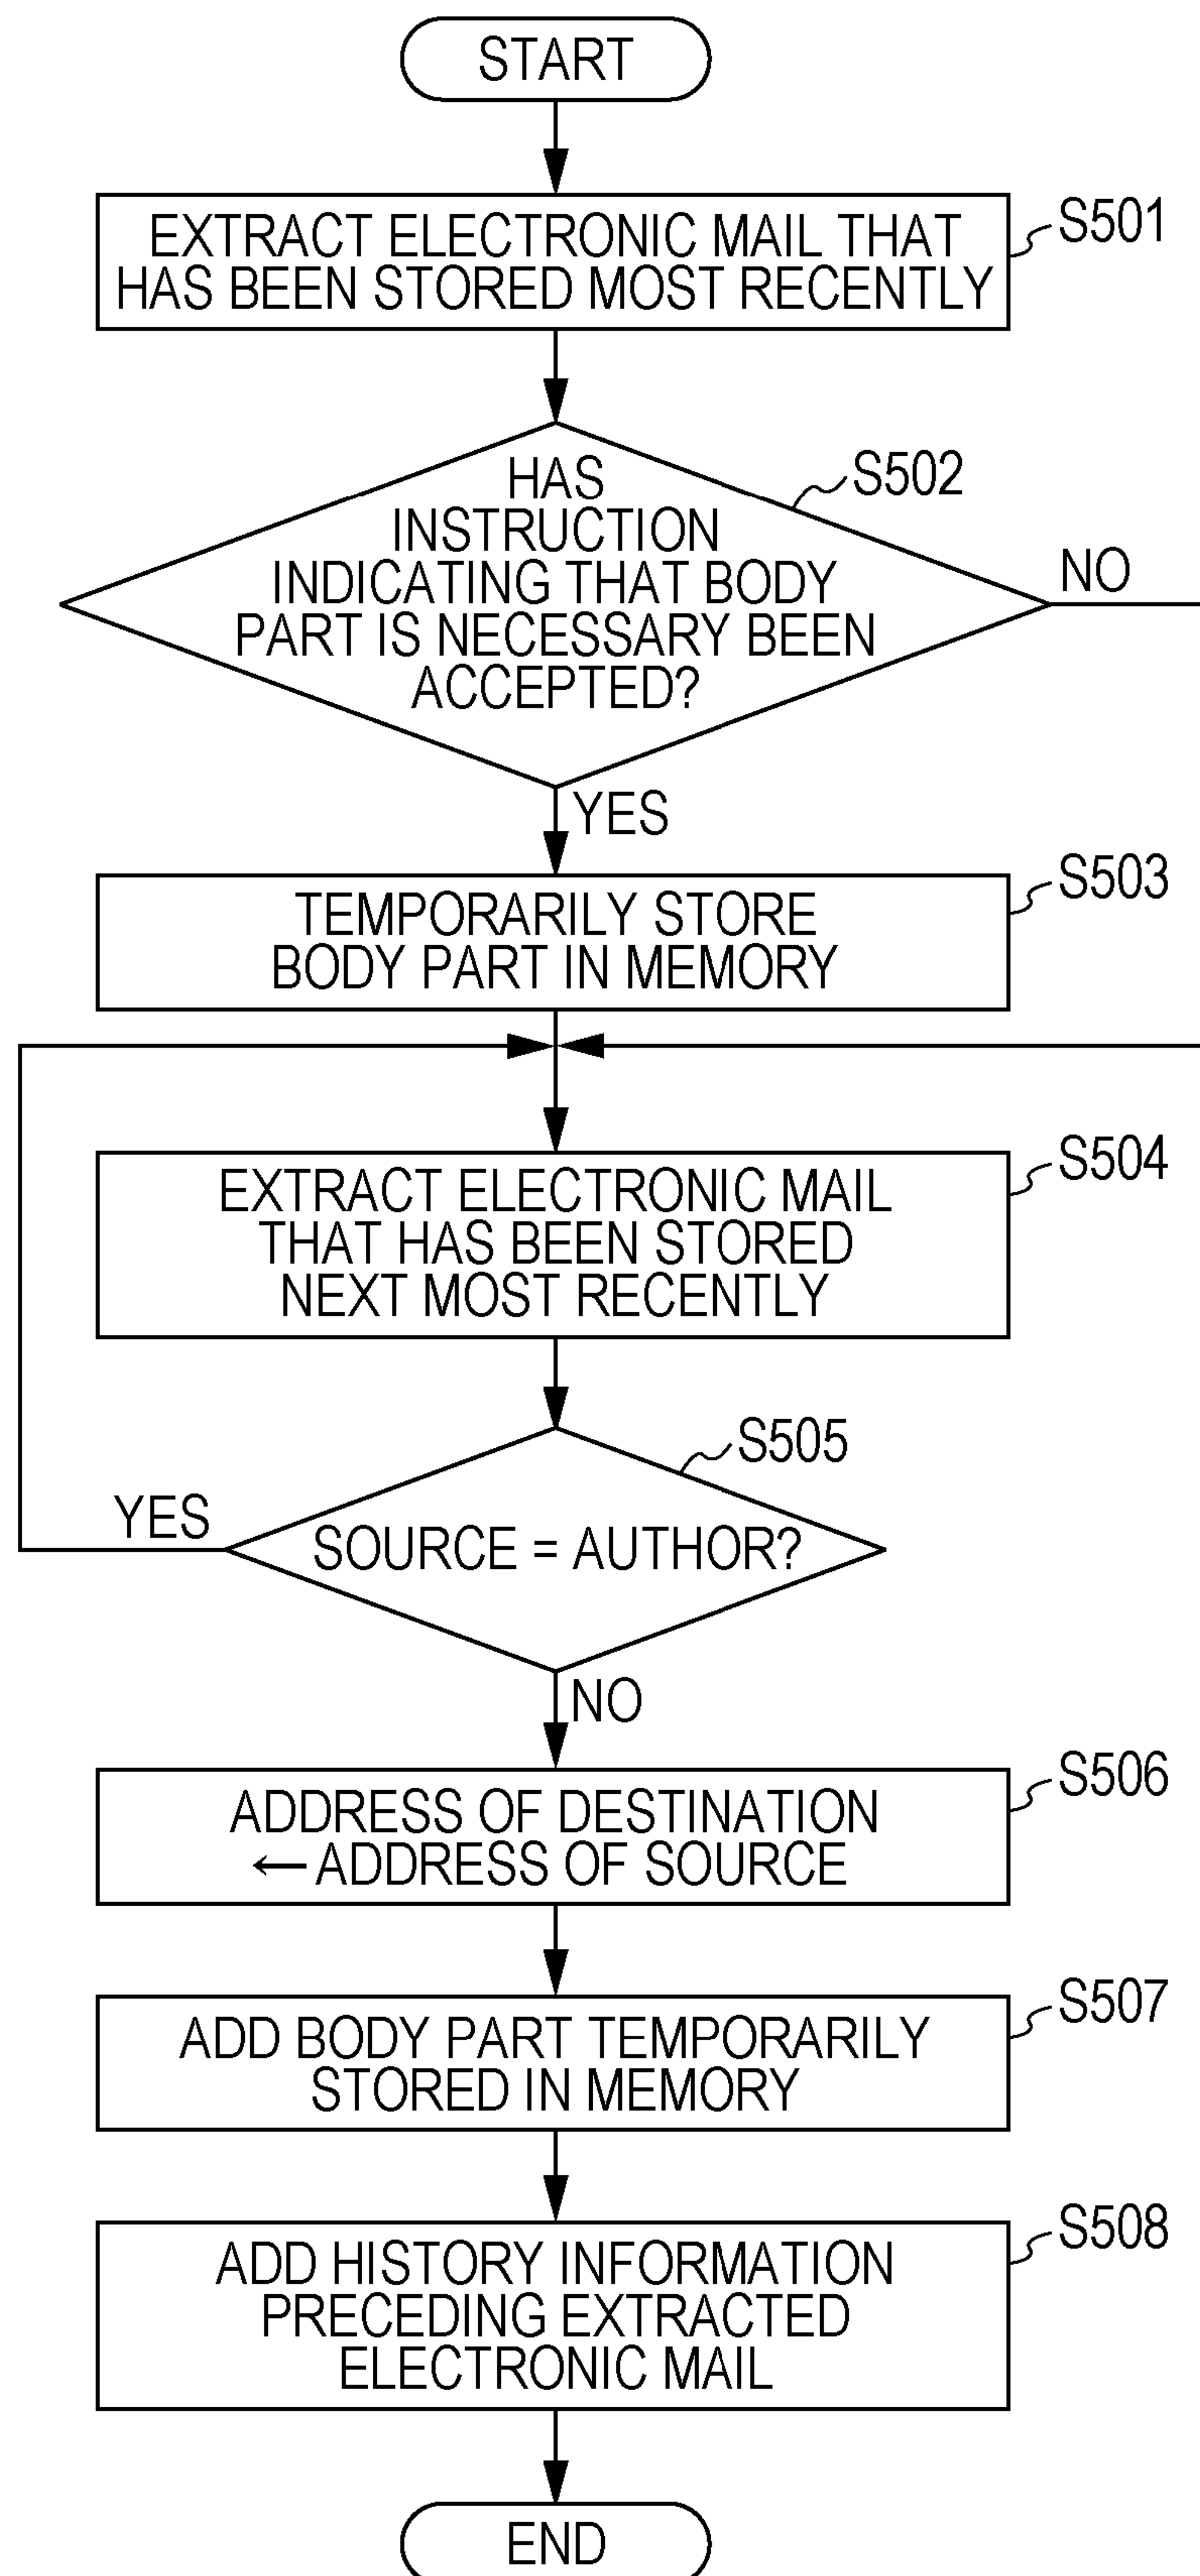 START
EXTRACT ELECTRONIC MAIL THAT
HAS BEEN STORED MOST RECENTLY
S501
HAS
INSTRUCTION
INDICATING THAT BODY
PART IS NECESSARY BEEN
ACCEPTED?
S502
NO
YES
TEMPORARILY STORE
BODY PART IN MEMORY
S503
EXTRACT ELECTRONIC MAIL
THAT HAS BEEN STORED
NEXT MOST RECENTLY
S504
S505
YES
SOURCE = AUTHOR?
NO
ADDRESS OF DESTINATION
←ADDRESS OF SOURCE
S506
ADD BODY PART TEMPORARILY
STORED IN MEMORY
S507
ADD HISTORY INFORMATION
PRECEDING EXTRACTED
ELECTRONIC MAIL
S508
END